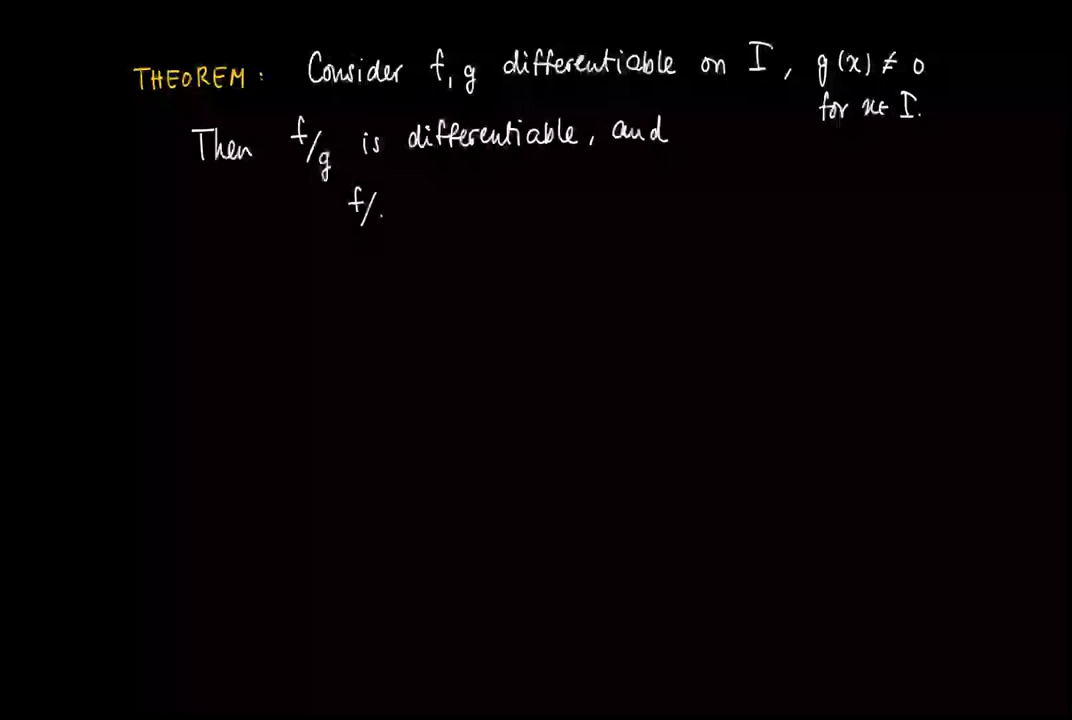 THEOREM: Consider f, g differentiable on I, g(x) ≠ 0
for x ∈ I.
Then f/g is differentiable, and
f/